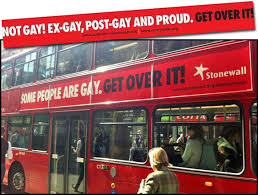 NOT GAY! EX-GAY, POST-GAY AND PROUD. GET OVER IT!
SOME PEOPLE ARE GAY. GET OVER IT!
Stonewall
COSTA